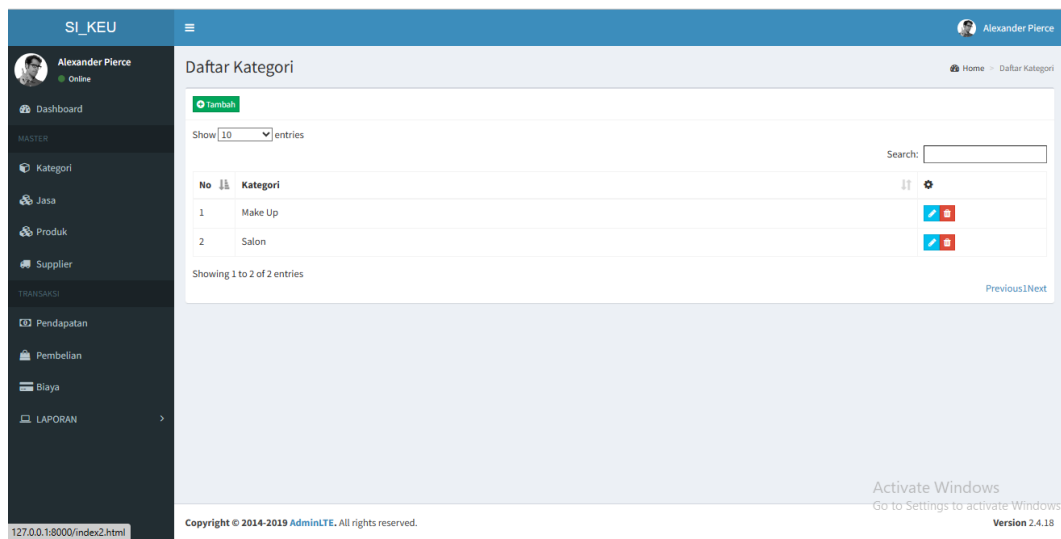 SI_KEU
Alexander Pierce
Alexander Pierce
Online
Dashboard
MASTER
Kategori
Jasa
Produk
Supplier
TRANSAKSI
Pendapatan
Pembelian
Biaya
LAPORAN
127.0.0.1:8000/index2.html
Daftar Kategori
Home > Daftar Kategori
Tambah
Show 10 entries
Search:
No Kategori
1 Make Up
2 Salon
Showing 1 to 2 of 2 entries
Previous1Next
Activate Windows
Go to Settings to activate Windows
Copyright © 2014-2019 AdminLTE. All rights reserved.
Version 2.4.18